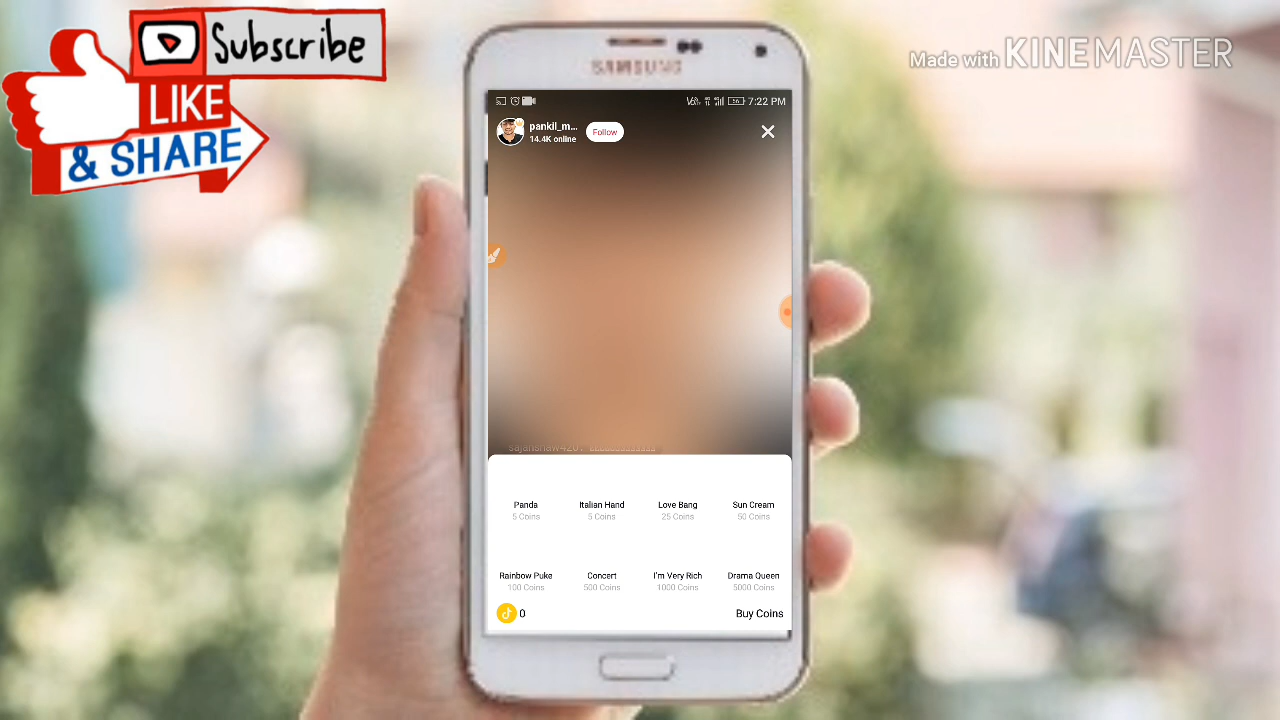 Subscribe
LIKE
& SHARE
Made with KINEMASTER
SAMSUNG
7:22 PM
pankil_m...
14.4K online
Follow
Panda
5 Coins
Italian Hand
5 Coins
Love Bang
25 Coins
Sun Cream
50 Coins
Rainbow Puke
100 Coins
Concert
500 Coins
I'm Very Rich
1000 Coins
Drama Queen
5000 Coins
0
Buy Coins